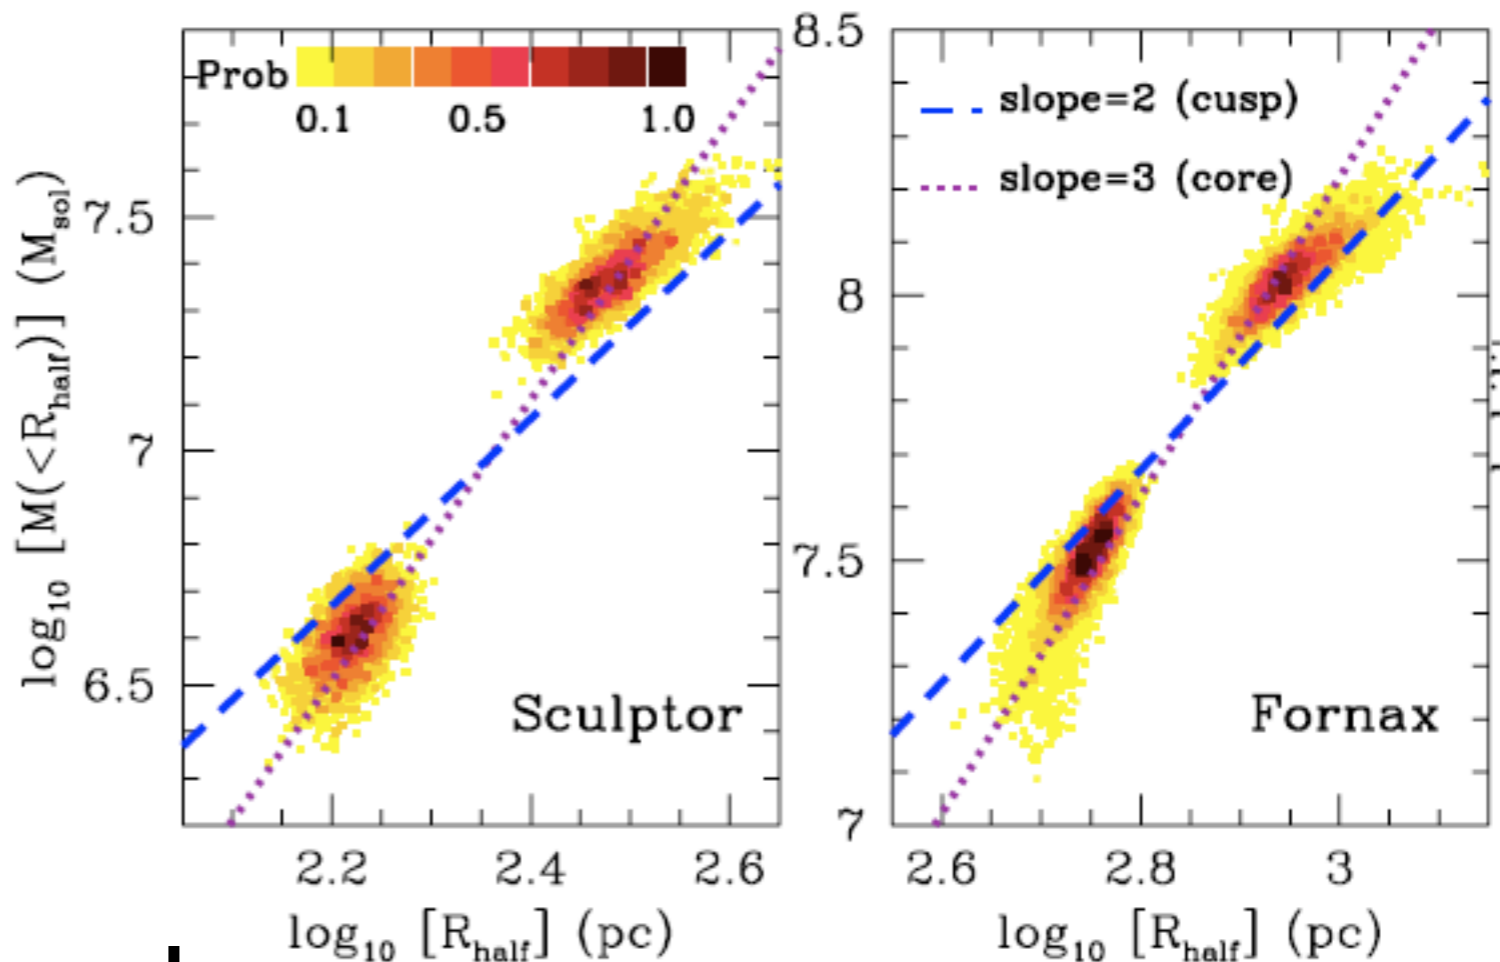 Prob
0.1 0.5 1.0
slope=2 (cusp)
slope=3 (core)
log10 [M(<Rhalf)] (Msol)
7.5
7
6.5
Sculptor
2.2 2.4 2.6
log10 [Rhalf] (pc)
8.5
8
7.5
7
Fornax
2.6 2.8 3
log10 [Rhalf] (pc)